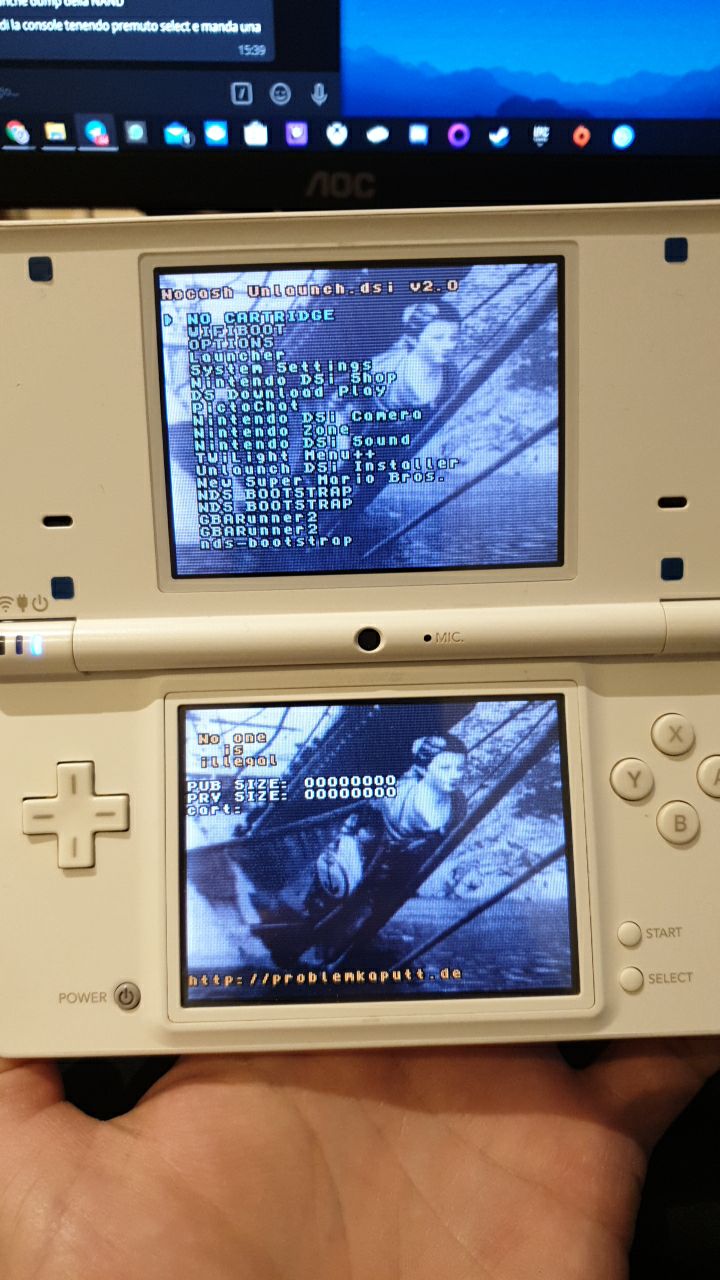 anche dump della NAND
di la console tenendo premuto select e manda una
15:39
AOC
Nocash Unlaunch.dsi v2.0
NO CARTRIDGE
WIFIBOOT
OPTIONS
Launcher
System Settings
Nintendo DSi Shop
DS Download Play
PictoChat
Nintendo DSi Camera
Nintendo Zone
Nintendo DSi Sound
TWiLight Menu++
Unlaunch DSi Installer
New Super Mario Bros.
NDS BOOTSTRAP
NDS BOOTSTRAP
GBARunner2
GBARunner2
nds-bootstrap
MIC.
No one
is
illegal
PUB SIZE: 00000000
PRV SIZE: 00000000
cart:
http://problemkaputt.de
X
Y
A
B
START
SELECT
POWER